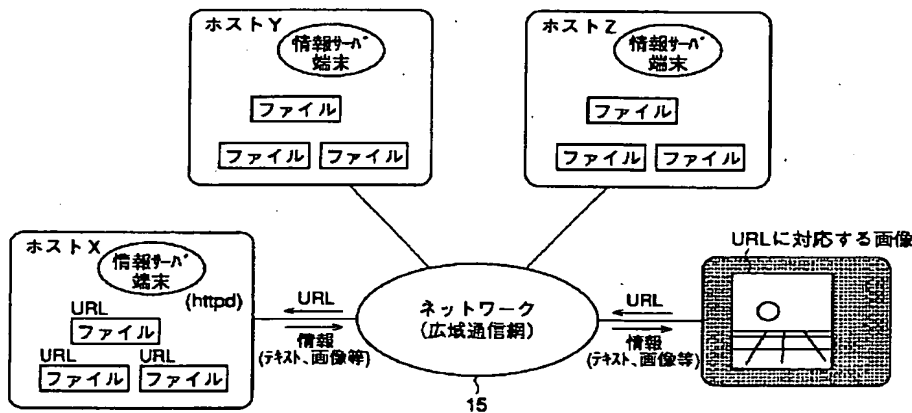 ホストY
情報サーバ
端末
ファイル
ファイル ファイル
ホストZ
情報サーバ
端末
ファイル
ファイル ファイル
ホストX
情報サーバ
端末
(httpd)
URL
ファイル
URL URL
ファイル ファイル
URL
情報
(テキスト、画像等)
ネットワーク
(広域通信網)
15
URL
情報
(テキスト、画像等)
URLに対応する画像